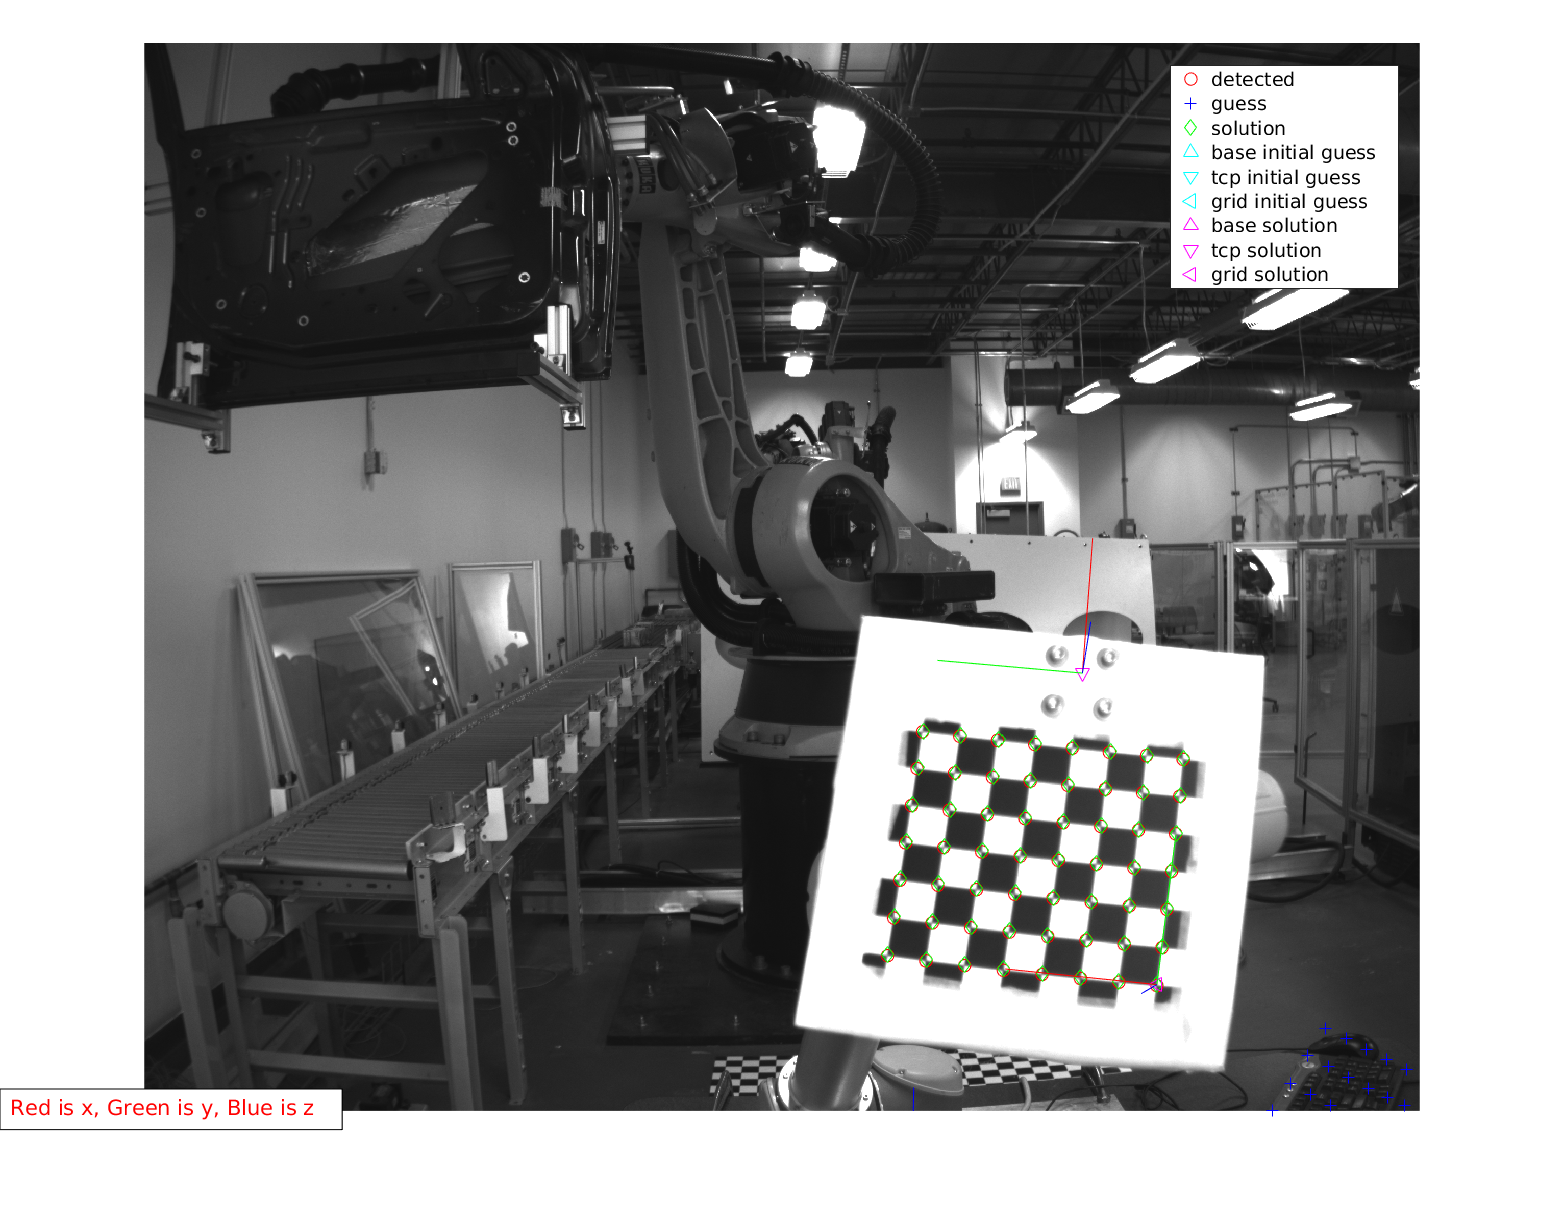 detected
guess
solution
base initial guess
tcp initial guess
grid initial guess
base solution
tcp solution
grid solution
EXIT
Red is x, Green is y, Blue is z